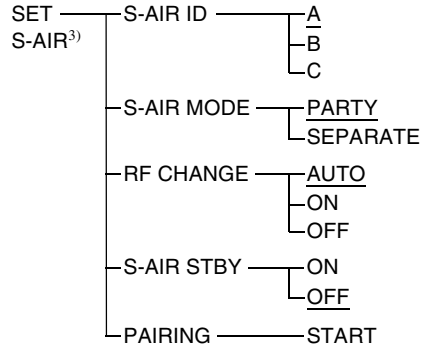 SET S-AIR ID A
S-AIR3) B
C
S-AIR MODE PARTY
SEPARATE
RF CHANGE AUTO
ON
OFF
S-AIR STBY ON
OFF
PAIRING START